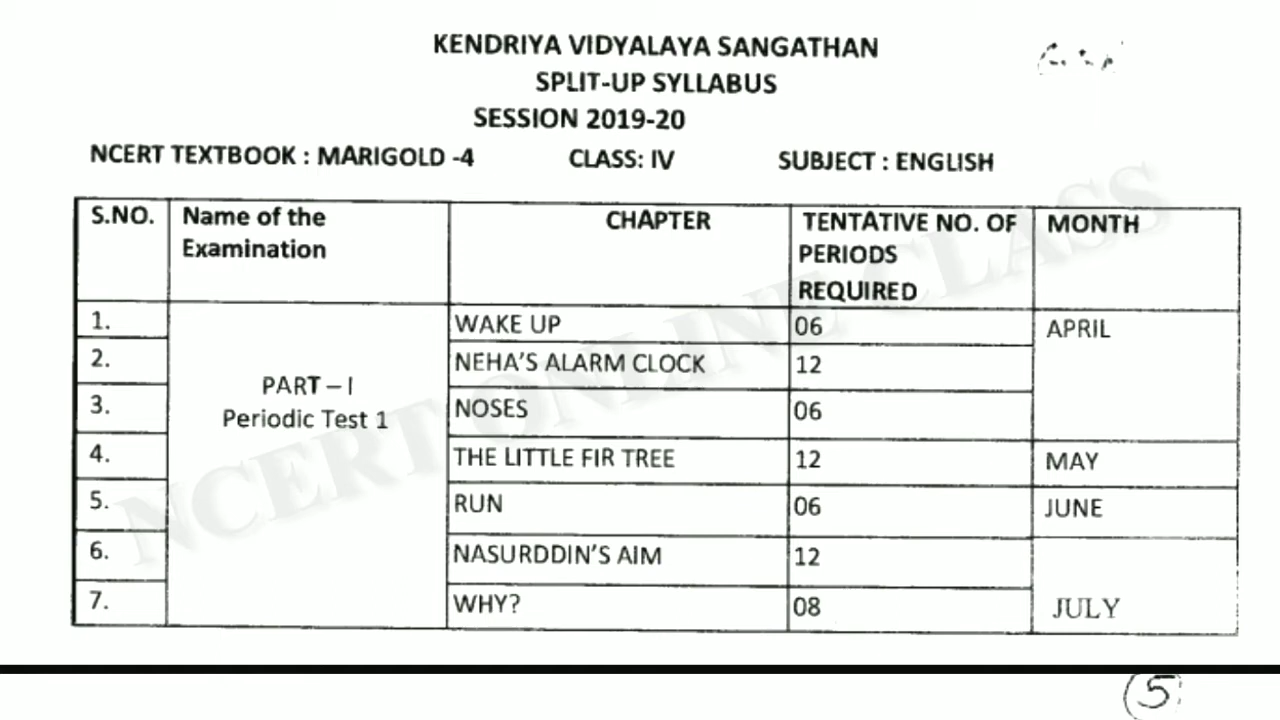 KENDRIYA VIDYALAYA SANGATHAN
SPLIT-UP SYLLABUS
SESSION 2019-20
NCERT TEXTBOOK : MARIGOLD -4 CLASS: IV SUBJECT : ENGLISH
S.NO. Name of the Examination CHAPTER TENTATIVE NO. OF PERIODS REQUIRED MONTH
1. WAKE UP 06 APRIL
2. NEHA'S ALARM CLOCK 12
PART – I
Periodic Test 1
3. NOSES 06
4. THE LITTLE FIR TREE 12 MAY
5. RUN 06 JUNE
6. NASURDDIN'S AIM 12
7. WHY? 08 JULY
NCERT ONLINE CLASS
5